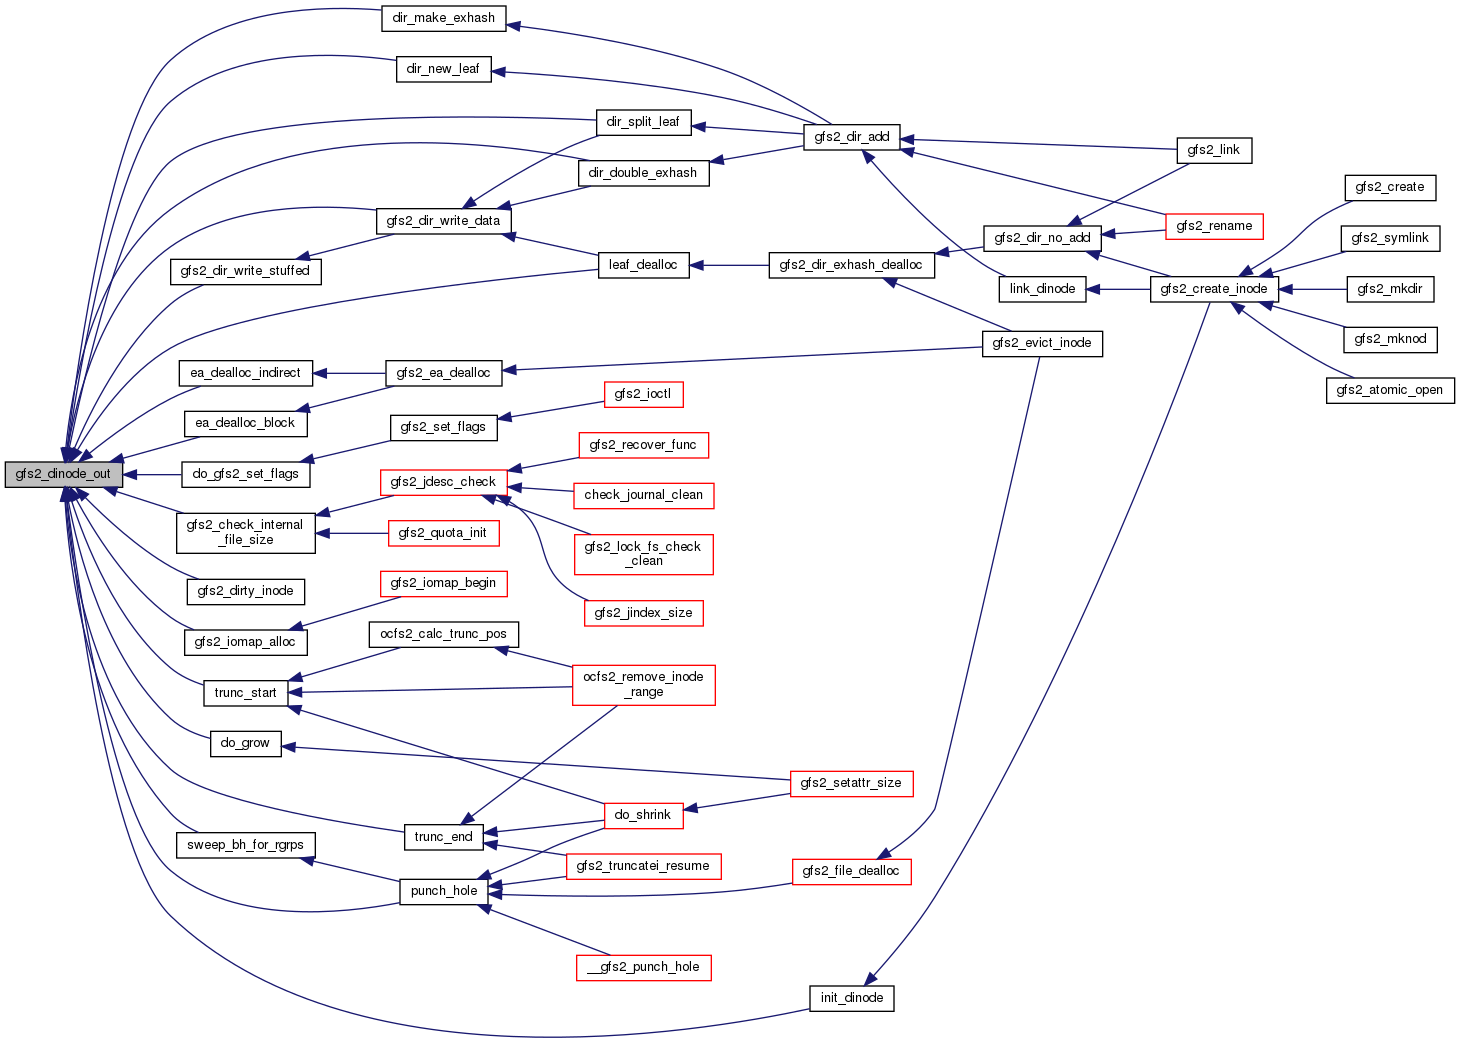 dir_make_exhash
dir_new_leaf
dir_split_leaf
gfs2_dir_add
gfs2_link
dir_double_exhash
gfs2_create
gfs2_dir_write_data
gfs2_rename
gfs2_dir_no_add
gfs2_symlink
gfs2_dir_write_stuffed
leaf_dealloc
gfs2_dir_exhash_dealloc
link_dinode
gfs2_create_inode
gfs2_mkdir
gfs2_evict_inode
gfs2_mknod
ea_dealloc_indirect
gfs2_ea_dealloc
gfs2_atomic_open
gfs2_ioctl
ea_dealloc_block
gfs2_set_flags
gfs2_recover_func
gfs2_dinode_out
do_gfs2_set_flags
gfs2_jdesc_check
check_journal_clean
gfs2_check_internal
_file_size
gfs2_quota_init
gfs2_lock_fs_check
_clean
gfs2_dirty_inode
gfs2_iomap_begin
gfs2_jindex_size
gfs2_iomap_alloc
ocfs2_calc_trunc_pos
trunc_start
ocfs2_remove_inode
_range
do_grow
gfs2_setattr_size
do_shrink
trunc_end
sweep_bh_for_rgrps
gfs2_truncatei_resume
gfs2_file_dealloc
punch_hole
__gfs2_punch_hole
init_dinode